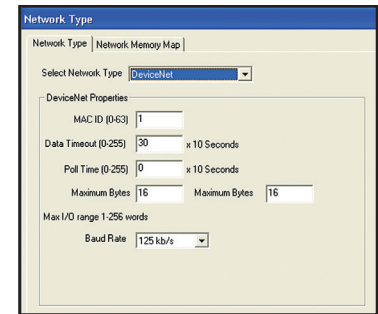 Network Type
Network Type Network Memory Map
Select Network Type DeviceNet
DeviceNet Properties
MAC ID (0-63) 1
Data Timeout (0-255) 30 x 10 Seconds
Poll Time (0-255) 0 x 10 Seconds
Maximum Bytes 16 Maximum Bytes 16
Max I/O range 1-256 words
Baud Rate 125 kb/s